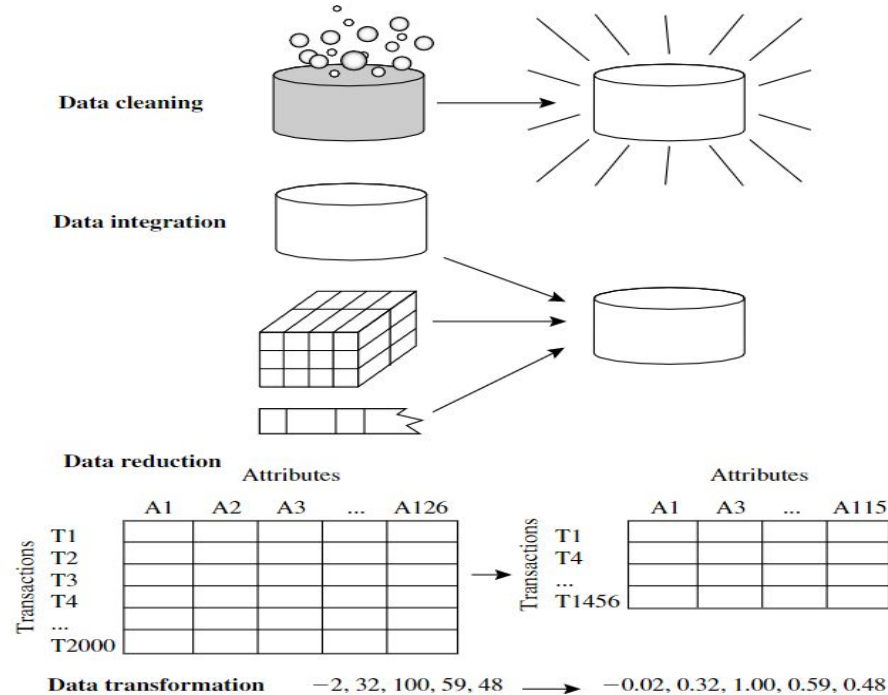 Data cleaning
Data integration
Data reduction
Attributes
A1 A2 A3 ... A126
Transactions
T1
T2
T3
T4
...
T2000
Attributes
A1 A3 ... A115
Transactions
T1
T4
...
T1456
Data transformation −2, 32, 100, 59, 48 −0.02, 0.32, 1.00, 0.59, 0.48